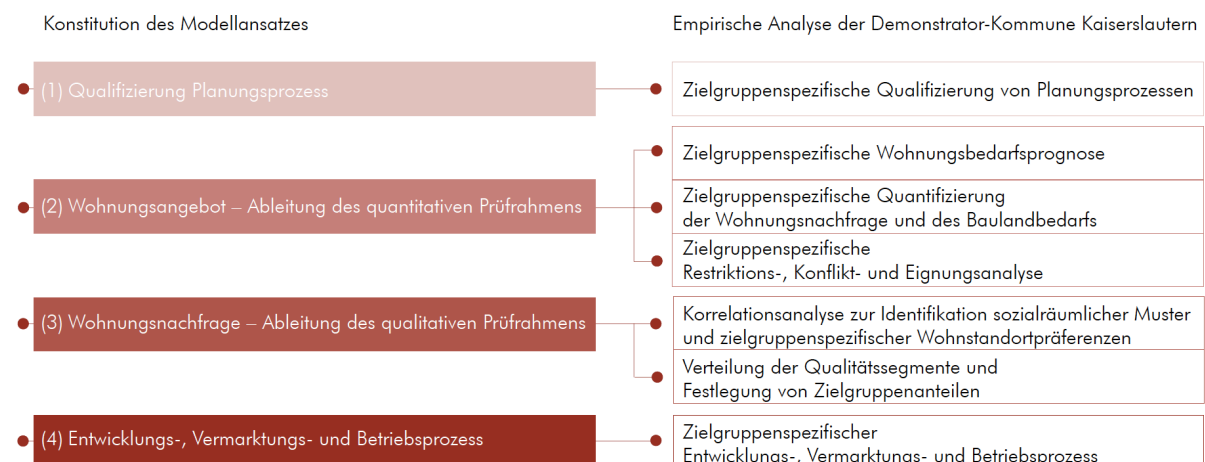 Konstitution des Modellansatzes
Empirische Analyse der Demonstrator-Kommune Kaiserslautern
(1) Qualifizierung Planungsprozess
Zielgruppenspezifische Qualifizierung von Planungsprozessen
(2) Wohnungsangebot – Ableitung des quantitativen Prüfrahmens
Zielgruppenspezifische Wohnungsbedarfsprognose
Zielgruppenspezifische Quantifizierung
der Wohnungsnachfrage und des Baulandbedarfs
Zielgruppenspezifische
Restriktions-, Konflikt- und Eignungsanalyse
(3) Wohnungsnachfrage – Ableitung des qualitativen Prüfrahmens
Korrelationsanalyse zur Identifikation sozialräumlicher Muster
und zielgruppenspezifischer Wohnstandortpräferenzen
Verteilung der Qualitätssegmente und
Festlegung von Zielgruppenanteilen
(4) Entwicklungs-, Vermarktungs- und Betriebsprozess
Zielgruppenspezifischer
Entwicklungs-, Vermarktungs- und Betriebsprozess